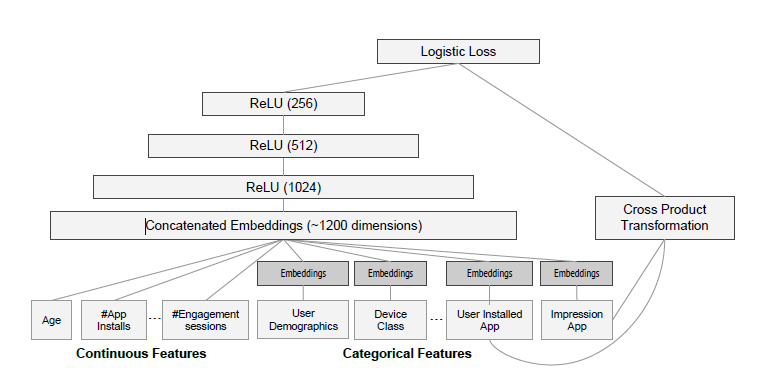 Logistic Loss
ReLU (256)
ReLU (512)
ReLU (1024)
Concatenated Embeddings (~1200 dimensions)
Cross Product
Transformation
Embeddings
Embeddings
Embeddings
Embeddings
Age
#App
Installs
...
#Engagement
sessions
User
Demographics
Device
Class
...
User Installed
App
Impression
App
Continuous Features
Categorical Features